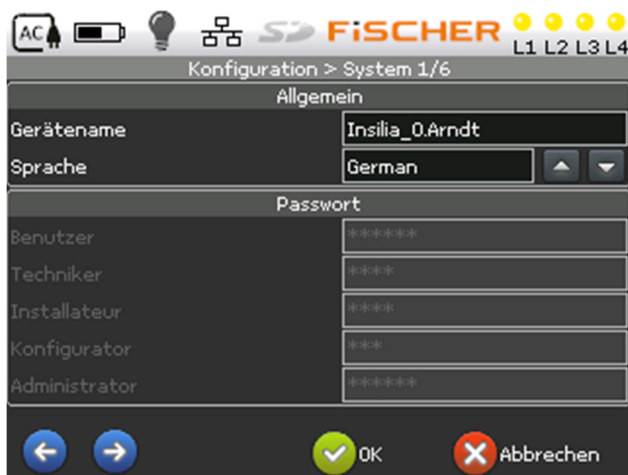 AC SD FiSCHER L1 L2 L3 L4
Konfiguration > System 1/6
Allgemein
Gerätename Insilia_0.Arndt
Sprache German
Passwort
Benutzer ******
Techniker ****
Installateur ****
Konfigurator ***
Administrator ******
OK Abbrechen